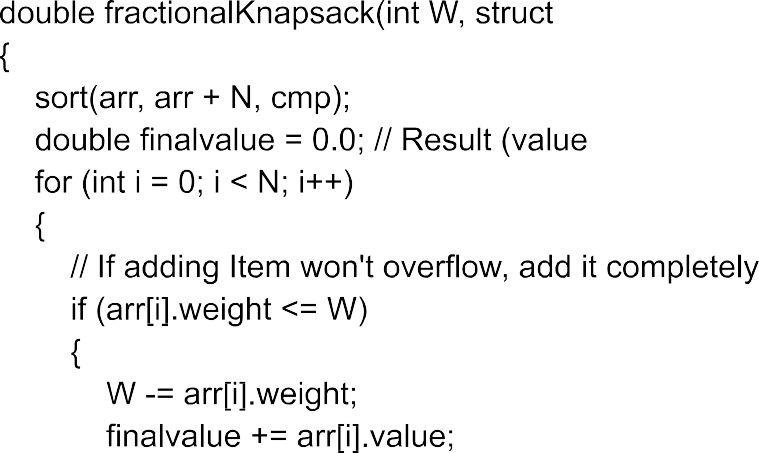 double fractionalKnapsack(int W, struct
{
sort(arr, arr + N, cmp);
double finalvalue = 0.0; // Result (value
for (int i = 0; i < N; i++)
{
// If adding Item won't overflow, add it completely
if (arr[i].weight <= W)
{
W -= arr[i].weight;
finalvalue += arr[i].value;